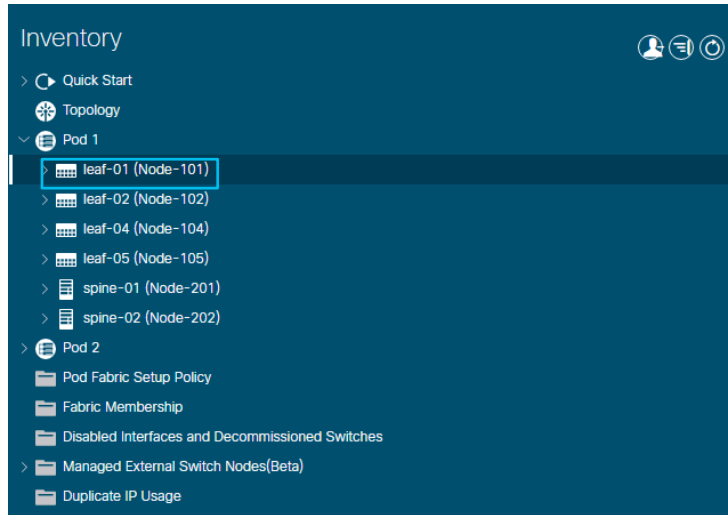 Inventory
Quick Start
Topology
Pod 1
leaf-01 (Node-101)
leaf-02 (Node-102)
leaf-04 (Node-104)
leaf-05 (Node-105)
spine-01 (Node-201)
spine-02 (Node-202)
Pod 2
Pod Fabric Setup Policy
Fabric Membership
Disabled Interfaces and Decommissioned Switches
Managed External Switch Nodes(Beta)
Duplicate IP Usage